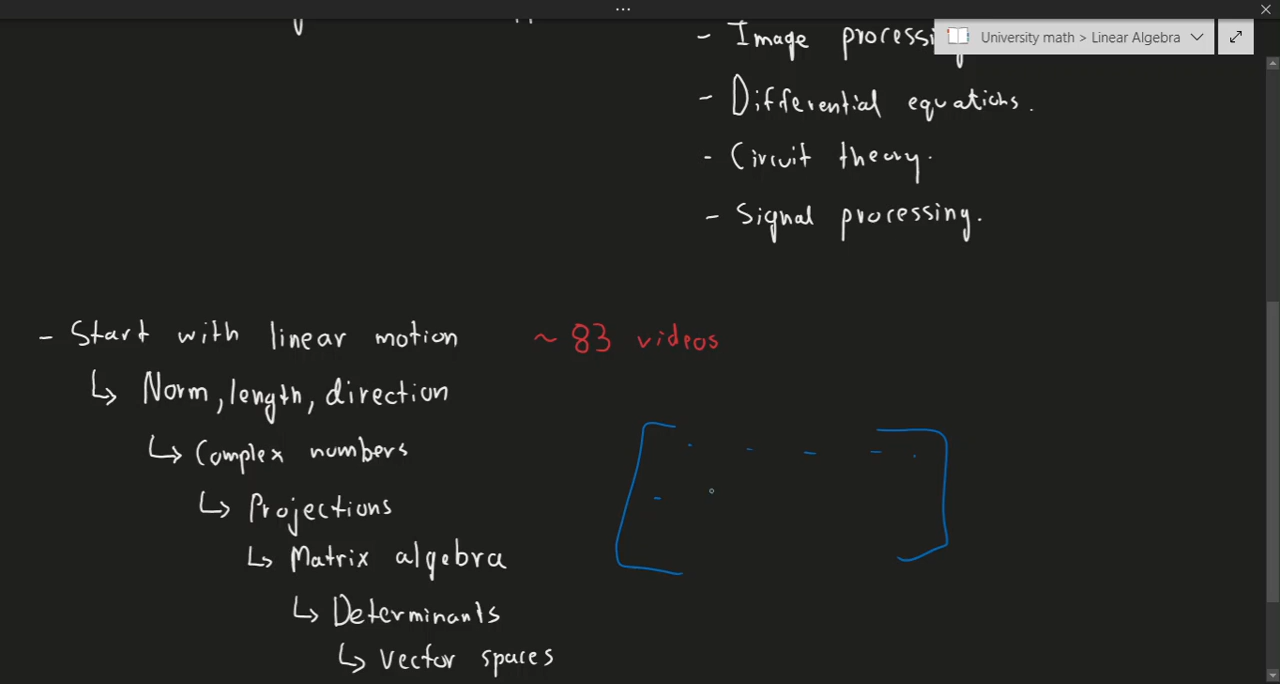 ...
- Image processi
University math > Linear Algebra
- Differential equations.
- Circuit theory.
- Signal processing.
- Start with linear motion ~ 83 videos
↳ Norm, length, direction
↳ Complex numbers
↳ Projections
↳ Matrix algebra
↳ Determinants
↳ Vector spaces